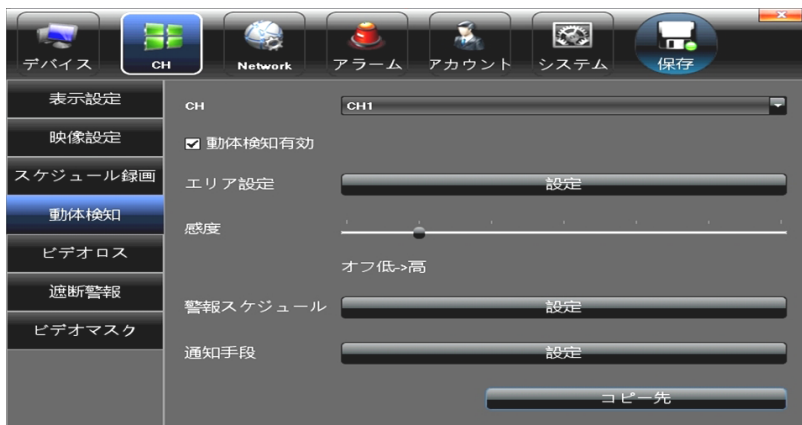 デバイス CH Network アラーム アカウント システム 保存
表示設定
映像設定
スケジュール録画
動体検知
ビデオロス
遮断警報
ビデオマスク
CH CH1
動体検知有効
エリア設定 設定
感度
オフ低->高
警報スケジュール 設定
通知手段 設定
コピー先